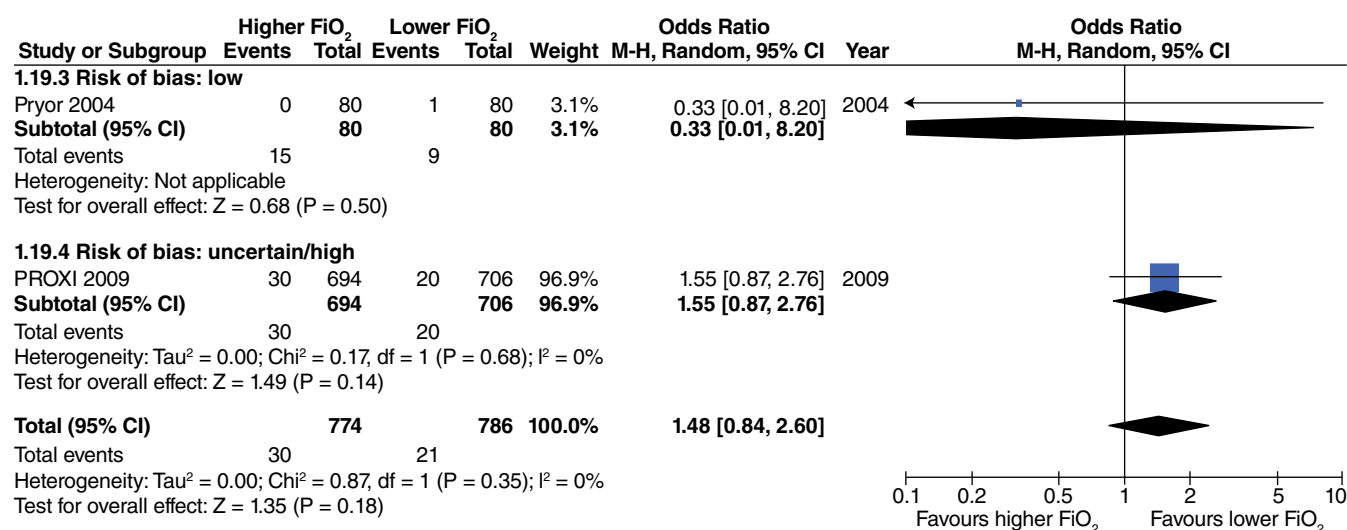 Higher FiO₂ Lower FiO₂ Odds Ratio Odds Ratio
Study or Subgroup Events Total Events Total Weight M-H, Random, 95% CI Year M-H, Random, 95% CI
1.19.3 Risk of bias: low
Pryor 2004 0 80 1 80 3.1% 0.33 [0.01, 8.20] 2004
Subtotal (95% CI) 80 80 3.1% 0.33 [0.01, 8.20]
Total events 15 9
Heterogeneity: Not applicable
Test for overall effect: Z = 0.68 (P = 0.50)
1.19.4 Risk of bias: uncertain/high
PROXI 2009 30 694 20 706 96.9% 1.55 [0.87, 2.76] 2009
Subtotal (95% CI) 694 706 96.9% 1.55 [0.87, 2.76]
Total events 30 20
Heterogeneity: Tau² = 0.00; Chi² = 0.17, df = 1 (P = 0.68); I² = 0%
Test for overall effect: Z = 1.49 (P = 0.14)
Total (95% CI) 774 786 100.0% 1.48 [0.84, 2.60]
Total events 30 21
Heterogeneity: Tau² = 0.00; Chi² = 0.87, df = 1 (P = 0.35); I² = 0%
Test for overall effect: Z = 1.35 (P = 0.18)
0.1 0.2 0.5 1 2 5 10
Favours higher FiO₂ Favours lower FiO₂